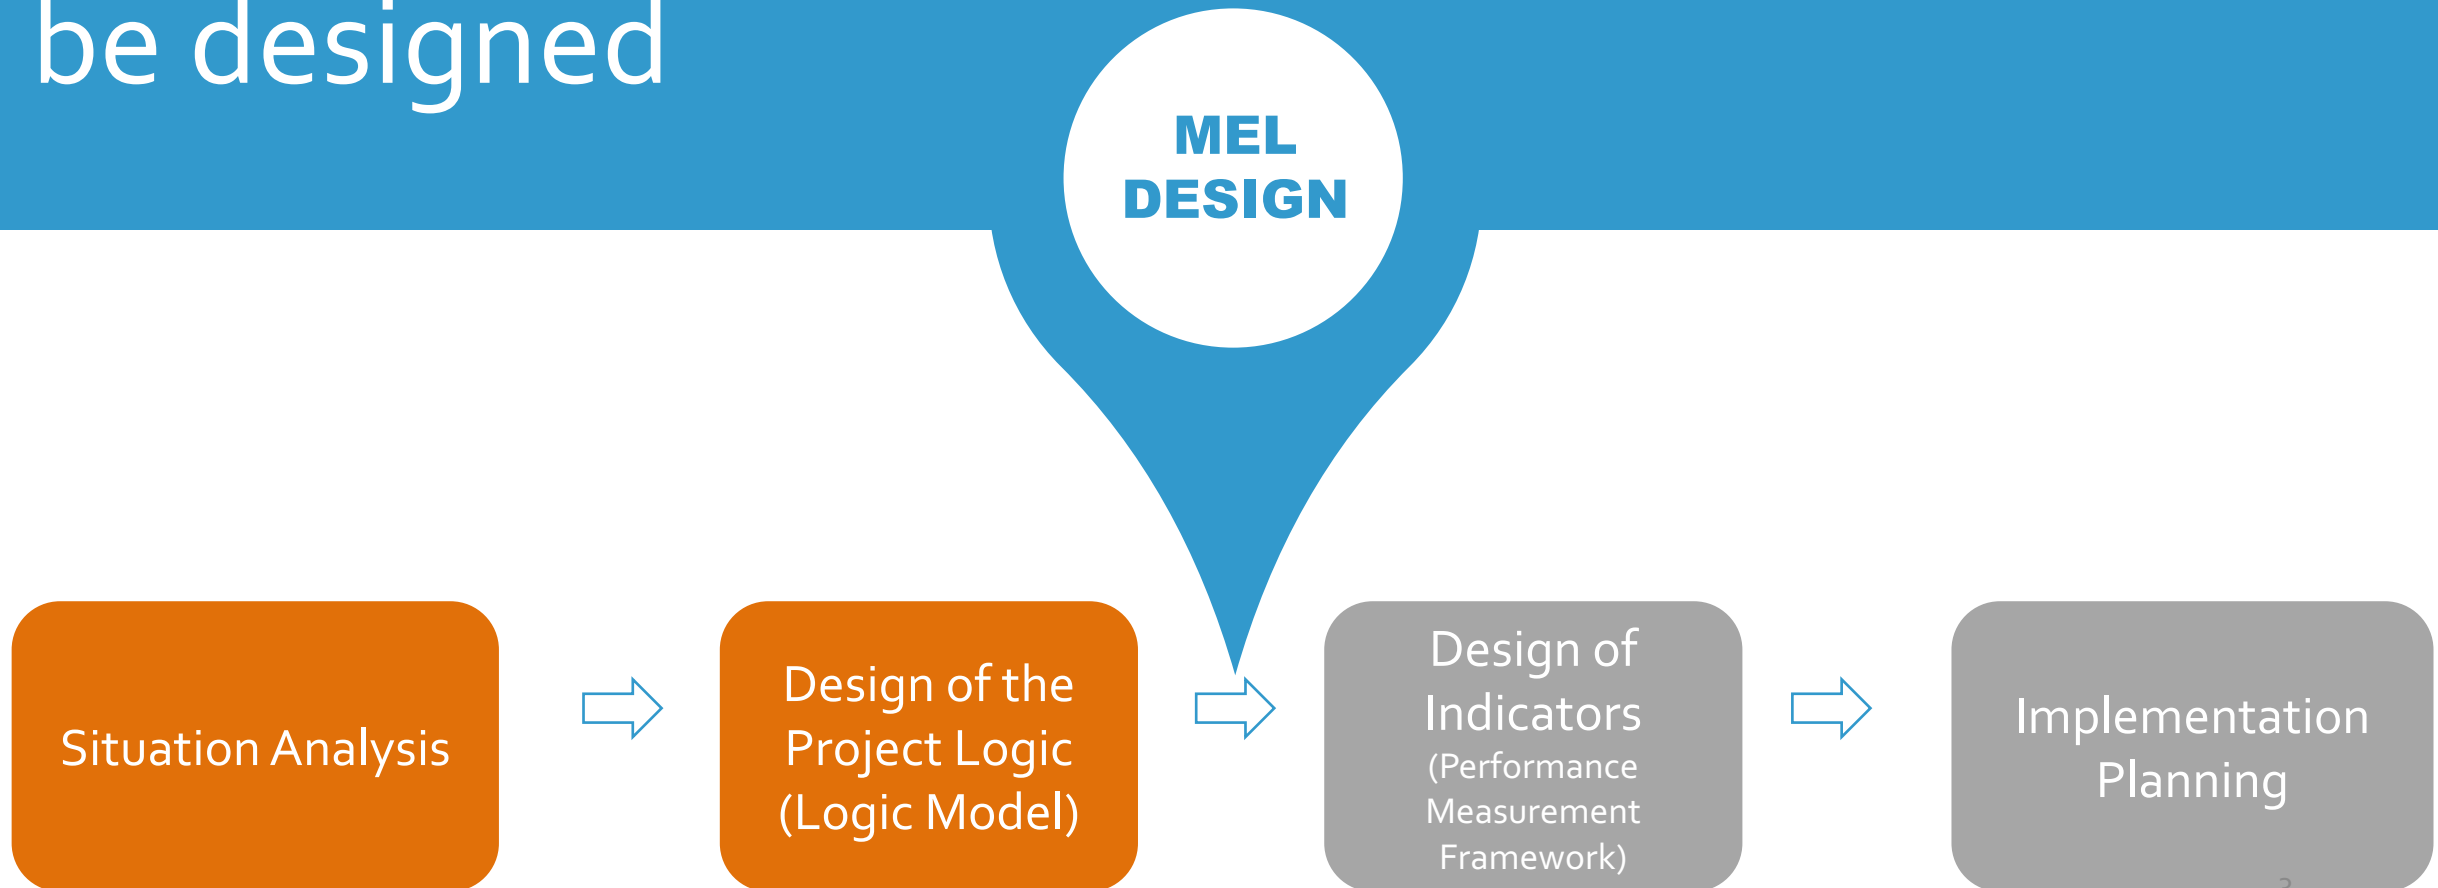 be designed
MEL
DESIGN
Situation Analysis
Design of the
Project Logic
(Logic Model)
Design of
Indicators
(Performance
Measurement
Framework)
Implementation
Planning